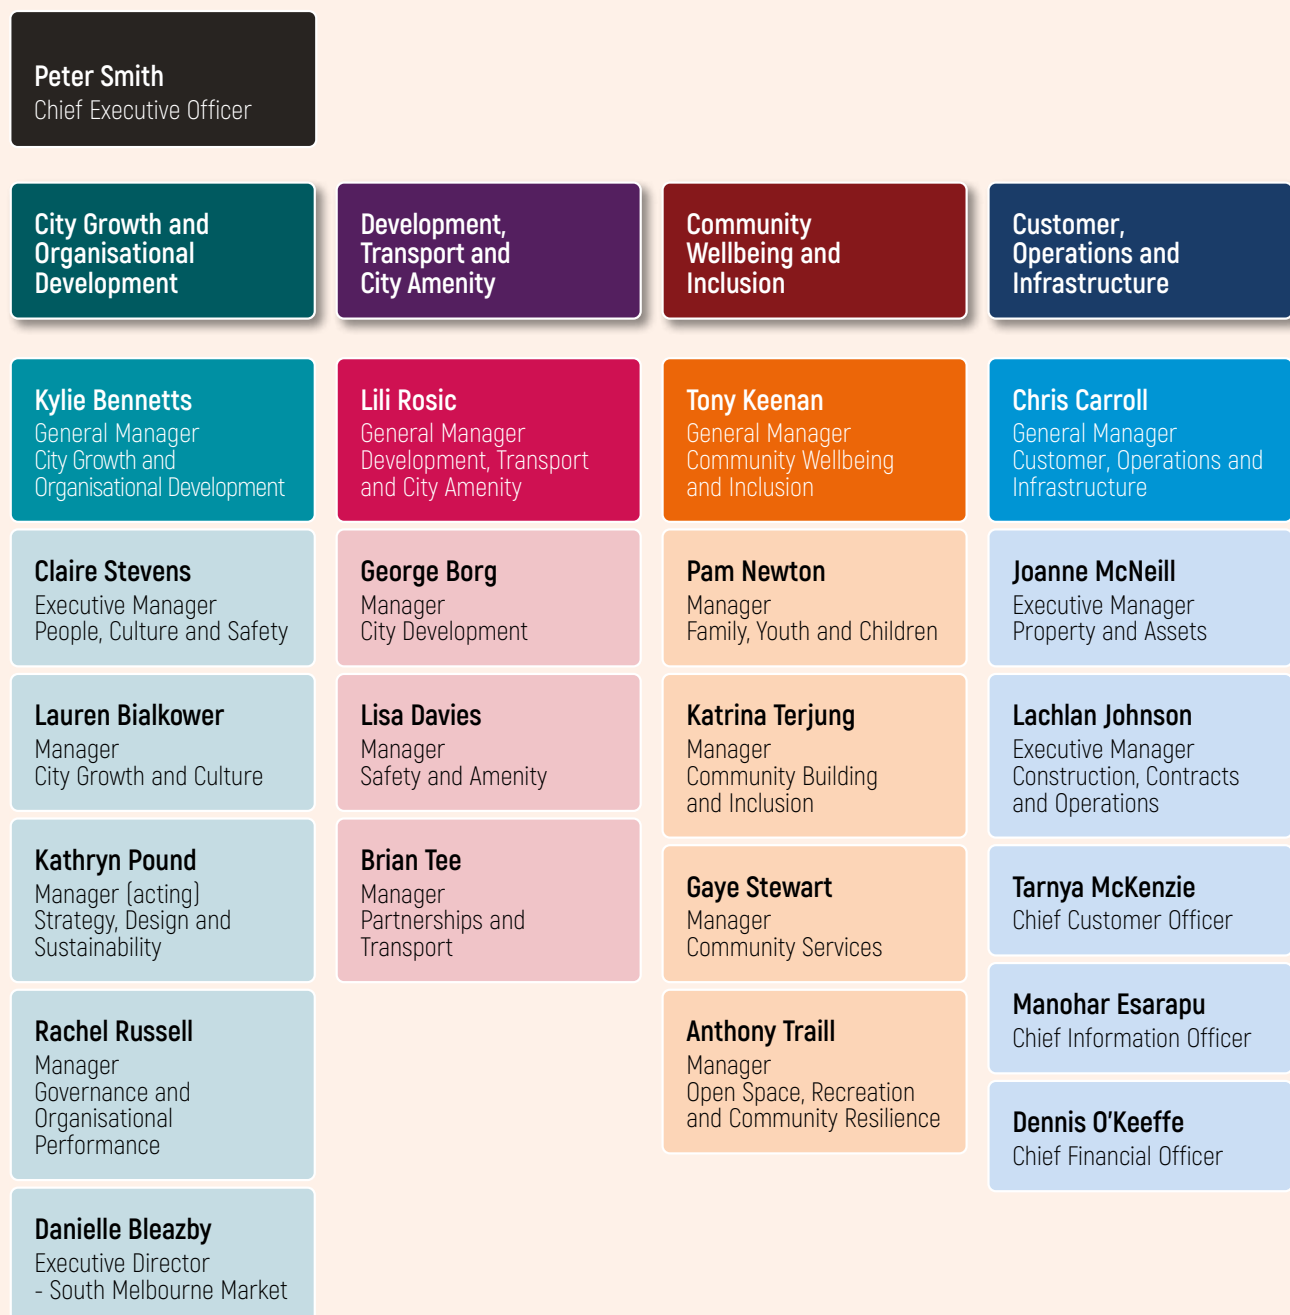 Peter Smith
Chief Executive Officer
City Growth and
Organisational
Development
Kylie Bennetts
General Manager
City Growth and
Organisational Development
Claire Stevens
Executive Manager
People, Culture and Safety
Lauren Bialkower
Manager
City Growth and Culture
Kathryn Pound
Manager (acting)
Strategy, Design and
Sustainability
Rachel Russell
Manager
Governance and
Organisational
Performance
Danielle Bleazby
Executive Director
- South Melbourne Market
Development,
Transport and
City Amenity
Lili Rosic
General Manager
Development, Transport
and City Amenity
George Borg
Manager
City Development
Lisa Davies
Manager
Safety and Amenity
Brian Tee
Manager
Partnerships and
Transport
Community
Wellbeing and
Inclusion
Tony Keenan
General Manager
Community Wellbeing
and Inclusion
Pam Newton
Manager
Family, Youth and Children
Katrina Terjung
Manager
Community Building
and Inclusion
Gaye Stewart
Manager
Community Services
Anthony Traill
Manager
Open Space, Recreation
and Community Resilience
Customer,
Operations and
Infrastructure
Chris Carroll
General Manager
Customer, Operations and
Infrastructure
Joanne McNeill
Executive Manager
Property and Assets
Lachlan Johnson
Executive Manager
Construction, Contracts
and Operations
Tarnya McKenzie
Chief Customer Officer
Manohar Esarapu
Chief Information Officer
Dennis O'Keeffe
Chief Financial Officer